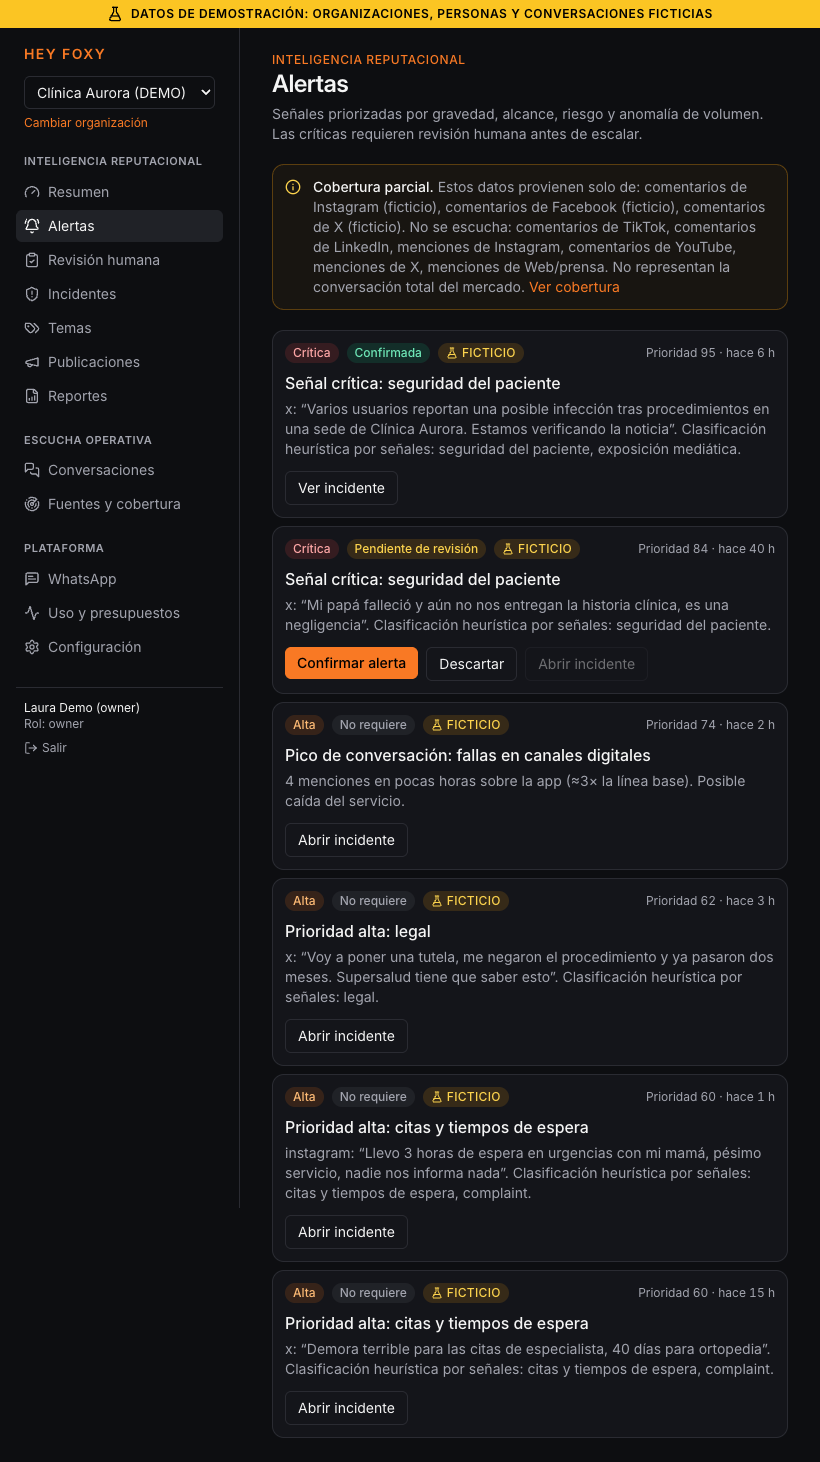 DATOS DE DEMOSTRACIÓN: ORGANIZACIONES, PERSONAS Y CONVERSACIONES FICTICIAS
HEY FOXY
Clínica Aurora (DEMO)
Cambiar organización
INTELIGENCIA REPUTACIONAL
Resumen
Alertas
Revisión humana
Incidentes
Temas
Publicaciones
Reportes
ESCUCHA OPERATIVA
Conversaciones
Fuentes y cobertura
PLATAFORMA
WhatsApp
Uso y presupuestos
Configuración
Laura Demo (owner)
Rol: owner
Salir
INTELIGENCIA REPUTACIONAL
Alertas
Señales priorizadas por gravedad, alcance, riesgo y anomalía de volumen.
Las críticas requieren revisión humana antes de escalar.
Cobertura parcial. Estos datos provienen solo de: comentarios de
Instagram (ficticio), comentarios de Facebook (ficticio), comentarios
de X (ficticio). No se escucha: comentarios de TikTok, comentarios
de LinkedIn, menciones de Instagram, comentarios de YouTube,
menciones de X, menciones de Web/prensa. No representan la
conversación total del mercado. Ver cobertura
Crítica Confirmada FICTICIO Prioridad 95 · hace 6 h
Señal crítica: seguridad del paciente
x: “Varios usuarios reportan una posible infección tras procedimientos en
una sede de Clínica Aurora. Estamos verificando la noticia”. Clasificación
heurística por señales: seguridad del paciente, exposición mediática.
Ver incidente
Crítica Pendiente de revisión FICTICIO Prioridad 84 · hace 40 h
Señal crítica: seguridad del paciente
x: “Mi papá falleció y aún no nos entregan la historia clínica, es una
negligencia”. Clasificación heurística por señales: seguridad del paciente.
Confirmar alerta Descartar Abrir incidente
Alta No requiere FICTICIO Prioridad 74 · hace 2 h
Pico de conversación: fallas en canales digitales
4 menciones en pocas horas sobre la app (≈3× la línea base). Posible
caída del servicio.
Abrir incidente
Alta No requiere FICTICIO Prioridad 62 · hace 3 h
Prioridad alta: legal
x: “Voy a poner una tutela, me negaron el procedimiento y ya pasaron dos
meses. Supersalud tiene que saber esto”. Clasificación heurística por
señales: legal.
Abrir incidente
Alta No requiere FICTICIO Prioridad 60 · hace 1 h
Prioridad alta: citas y tiempos de espera
instagram: “Llevo 3 horas de espera en urgencias con mi mamá, pésimo
servicio, nadie nos informa nada”. Clasificación heurística por señales:
citas y tiempos de espera, complaint.
Abrir incidente
Alta No requiere FICTICIO Prioridad 60 · hace 15 h
Prioridad alta: citas y tiempos de espera
x: “Demora terrible para las citas de especialista, 40 días para ortopedia”.
Clasificación heurística por señales: citas y tiempos de espera, complaint.
Abrir incidente